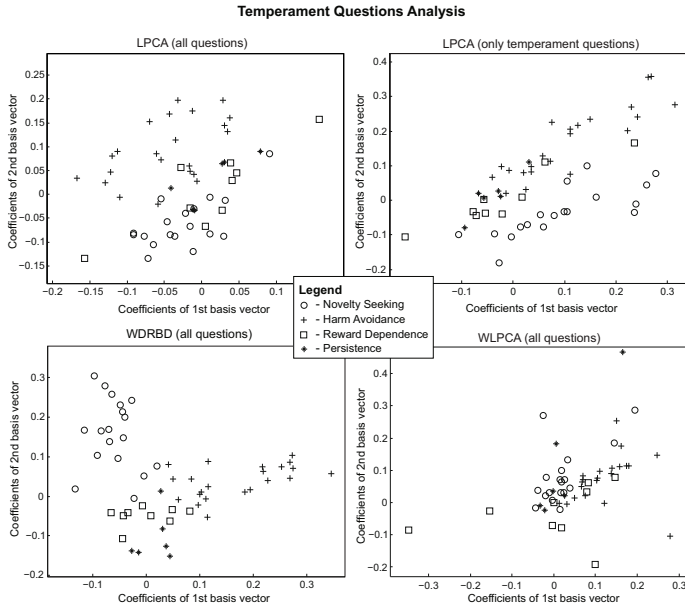 Temperament Questions Analysis
LPCA (all questions)
LPCA (only temperament questions)
Coefficients of 2nd basis vector
0.25
0.2
0.15
0.1
0.05
0
−0.05
−0.1
−0.15
−0.2
−0.15
−0.1
−0.05
0
0.05
0.1
Coefficients of 1st basis vector
Coefficients of 2nd basis vector
0.4
0.3
0.2
0.1
0
−0.1
−0.2
−0.2
−0.1
0
0.1
0.2
0.3
Coefficients of 1st basis vector
Legend
- Novelty Seeking
- Harm Avoidance
- Reward Dependence
- Persistence
WDRBD (all questions)
WLPCA (all questions)
Coefficients of 2nd basis vector
0.3
0.2
0.1
0
−0.1
−0.2
−0.1
0
0.1
0.2
0.3
Coefficients of 1st basis vector
Coefficients of 2nd basis vector
0.4
0.3
0.2
0.1
0
−0.1
−0.2
−0.3
−0.2
−0.1
0
0.1
0.2
Coefficients of 1st basis vector